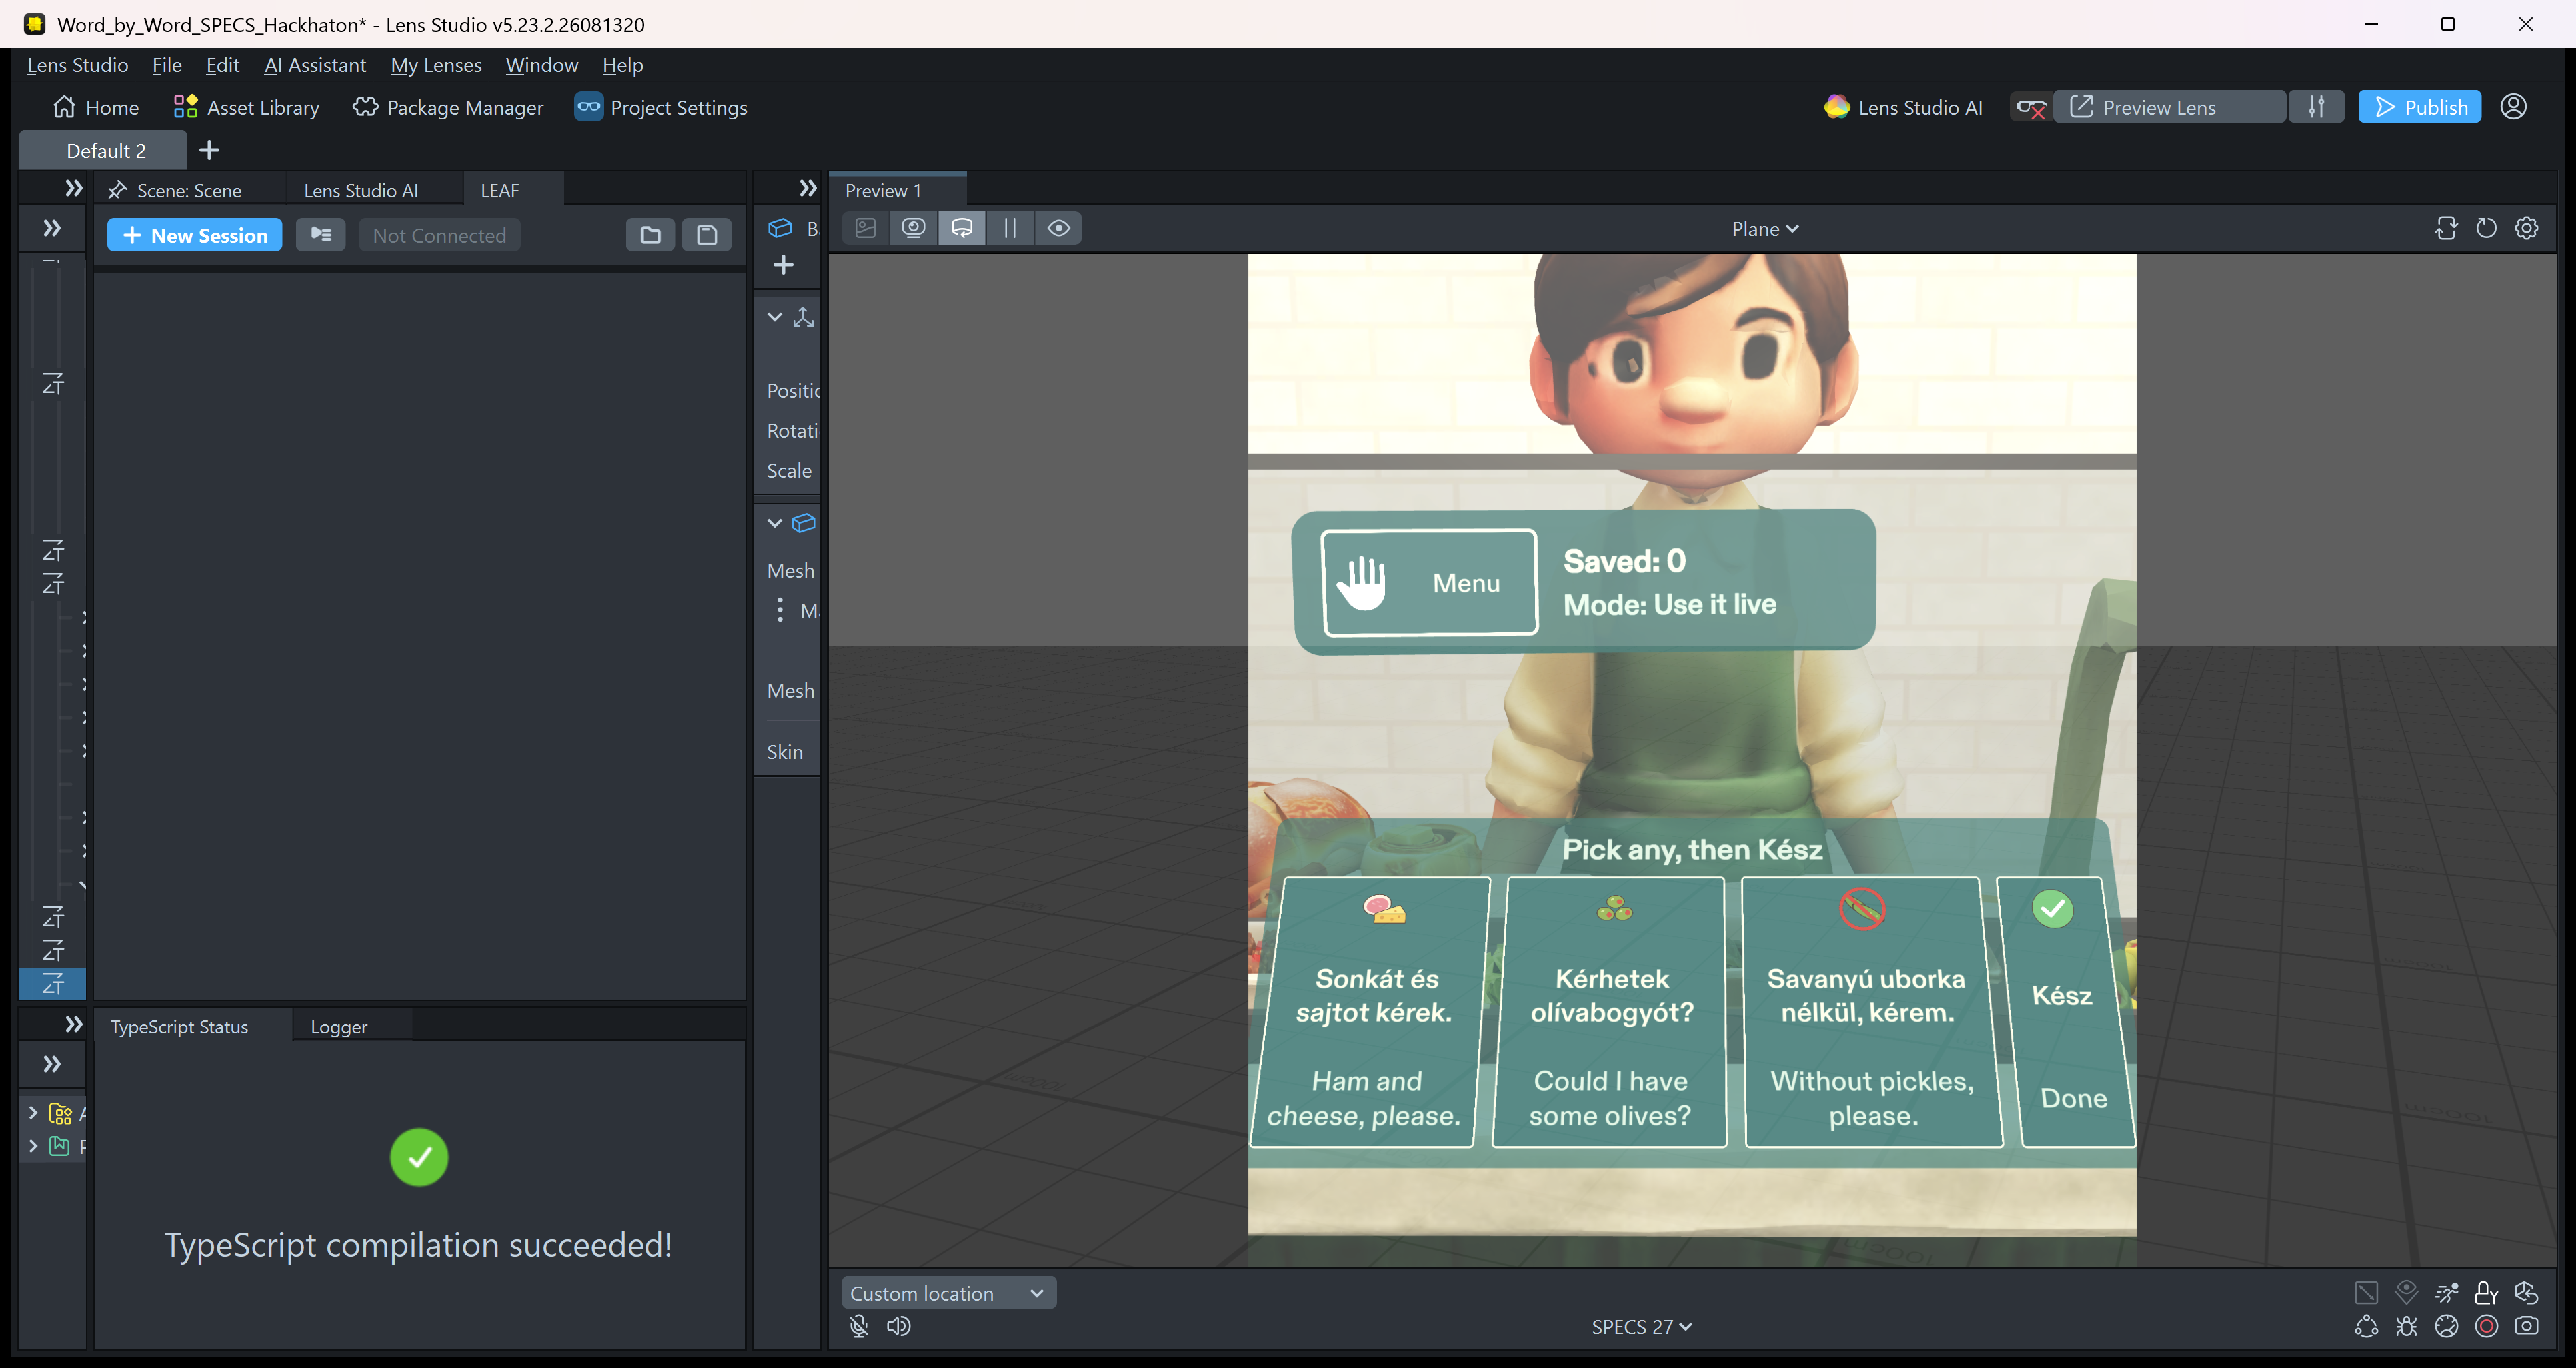 Word_by_Word_SPECS_Hackhaton* - Lens Studio v5.23.2.26081320
Lens Studio File Edit AI Assistant My Lenses Window Help
Home Asset Library Package Manager Project Settings Lens Studio AI Preview Lens Publish
Default 2
Scene: Scene Lens Studio AI LEAF
New Session Not Connected
Preview 1
Plane
Scale
Mesh
Mesh
Skin
Saved: 0
Menu
Mode: Use it live
Pick any, then Kész
Sonkát és
sajtot kérek.
Ham and
cheese, please.
Kérhetek
olívabogyót?
Could I have
some olives?
Savanyú uborka
nélkül, kérem.
Without pickles,
please.
Kész
Done
TypeScript Status Logger
TypeScript compilation succeeded!
Custom location
SPECS 27